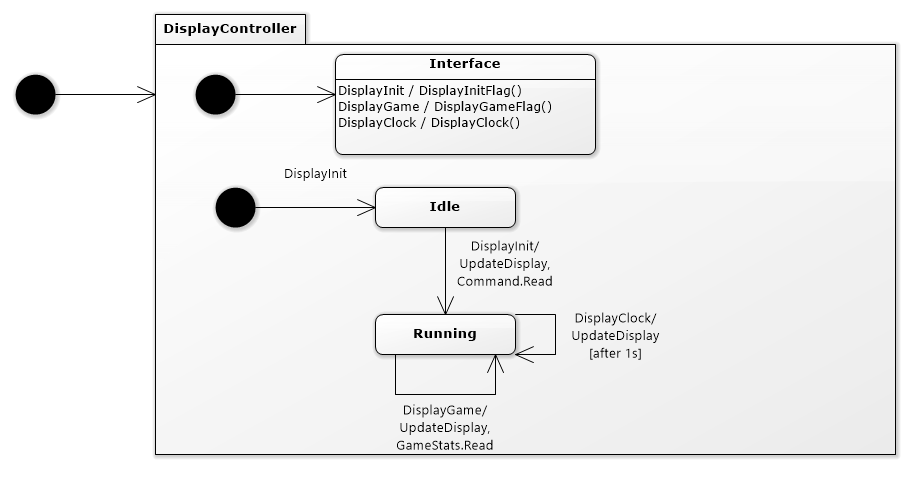 DisplayController
Interface
DisplayInit / DisplayInitFlag()
DisplayGame / DisplayGameFlag()
DisplayClock / DisplayClock()
DisplayInit
Idle
DisplayInit/
UpdateDisplay,
Command.Read
Running
DisplayClock/
UpdateDisplay
[after 1s]
DisplayGame/
UpdateDisplay,
GameStats.Read